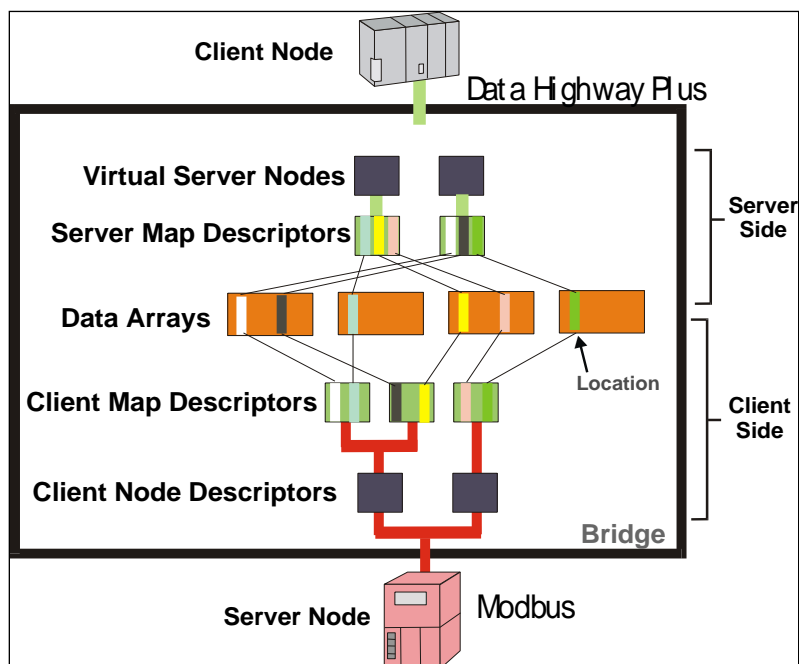 Client Node
Data Highway Plus
Virtual Server Nodes
Server Map Descriptors
Server
Side
Data Arrays
Location
Client Map Descriptors
Client
Side
Client Node Descriptors
Bridge
Server Node
Modbus